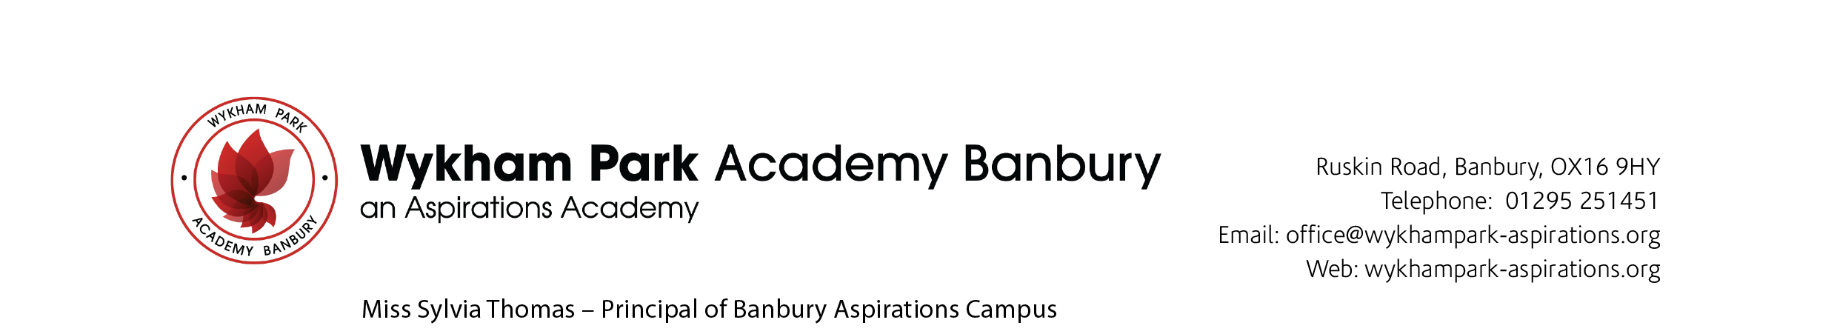 WYKHAM PARK
ACADEMY BANBURY
Wykham Park Academy Banbury
an Aspirations Academy
Ruskin Road, Banbury, OX16 9HY
Telephone:  01295 251451
Email: office@wykhampark-aspirations.org
Web: wykhampark-aspirations.org
Miss Sylvia Thomas – Principal of Banbury Aspirations Campus